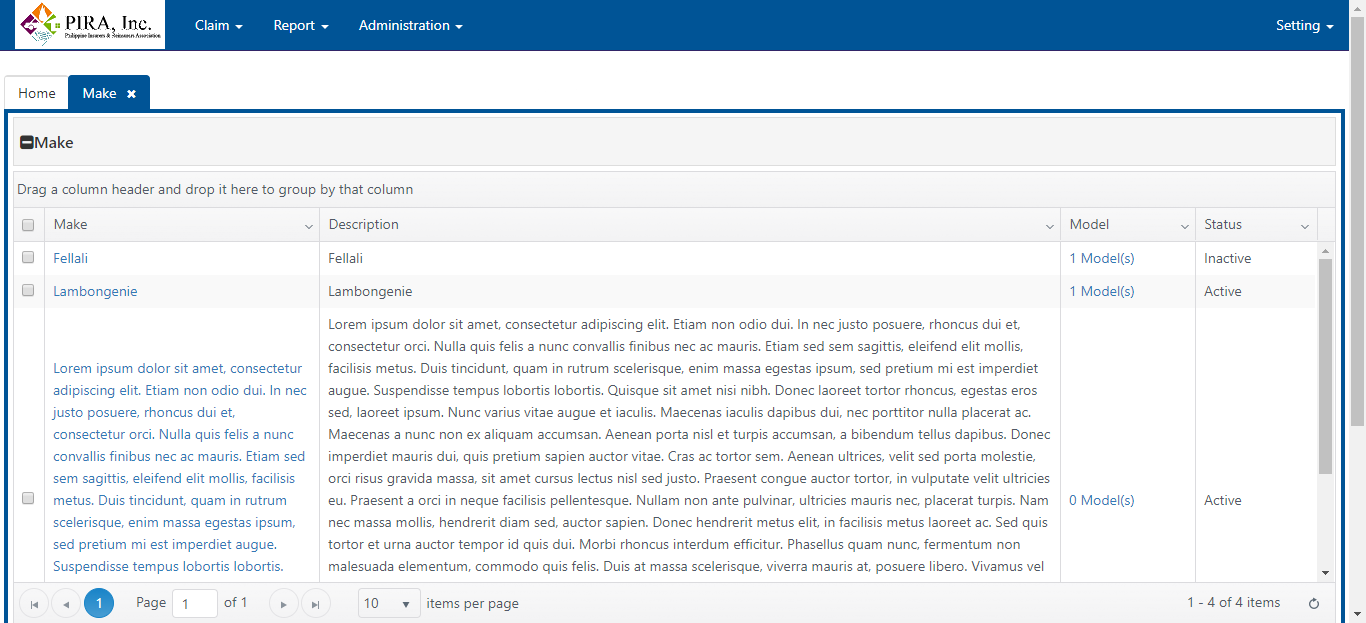 PIRA, Inc.
Philippine Insurers & Reinsurers Association
Claim
Report
Administration
Setting
Home
Make
Make
Drag a column header and drop it here to group by that column
Make
Description
Model
Status
Fellali
Fellali
1 Model(s)
Inactive
Lambongenie
Lambongenie
1 Model(s)
Active
Lorem ipsum dolor sit amet, consectetur
adipiscing elit. Etiam non odio dui. In nec
justo posuere, rhoncus dui et,
consectetur orci. Nulla quis felis a nunc
convallis finibus nec ac mauris. Etiam sed
sem sagittis, eleifend elit mollis, facilisis
metus. Duis tincidunt, quam in rutrum
scelerisque, enim massa egestas ipsum,
sed pretium mi est imperdiet augue.
Suspendisse tempus lobortis lobortis.
Lorem ipsum dolor sit amet, consectetur adipiscing elit. Etiam non odio dui. In nec justo posuere, rhoncus dui et,
consectetur orci. Nulla quis felis a nunc convallis finibus nec ac mauris. Etiam sed sem sagittis, eleifend elit mollis,
facilisis metus. Duis tincidunt, quam in rutrum scelerisque, enim massa egestas ipsum, sed pretium mi est imperdiet
augue. Suspendisse tempus lobortis lobortis. Quisque sit amet nisi nibh. Donec laoreet tortor rhoncus, egestas eros
sed, laoreet ipsum. Nunc varius vitae augue et iaculis. Maecenas iaculis dapibus dui, nec porttitor nulla placerat ac.
Maecenas a nunc non ex aliquam accumsan. Aenean porta nisl et turpis accumsan, a bibendum tellus dapibus. Donec
imperdiet mauris dui, quis pretium sapien auctor vitae. Cras ac tortor sem. Aenean ultrices, velit sed porta molestie,
orci risus gravida massa, sit amet cursus lectus nisl sed justo. Praesent congue auctor tortor, in vulputate velit ultricies
eu. Praesent a orci in neque facilisis pellentesque. Nullam non ante pulvinar, ultricies mauris nec, placerat turpis. Nam
nec massa mollis, hendrerit diam sed, auctor sapien. Donec hendrerit metus elit, in facilisis metus laoreet ac. Sed quis
tortor et urna auctor tempor id quis dui. Morbi rhoncus interdum efficitur. Phasellus quam nunc, fermentum non
malesuada elementum, commodo quis felis. Duis at massa scelerisque, viverra mauris at, posuere libero. Vivamus vel
0 Model(s)
Active
1
Page
1
of 1
10
items per page
1 - 4 of 4 items